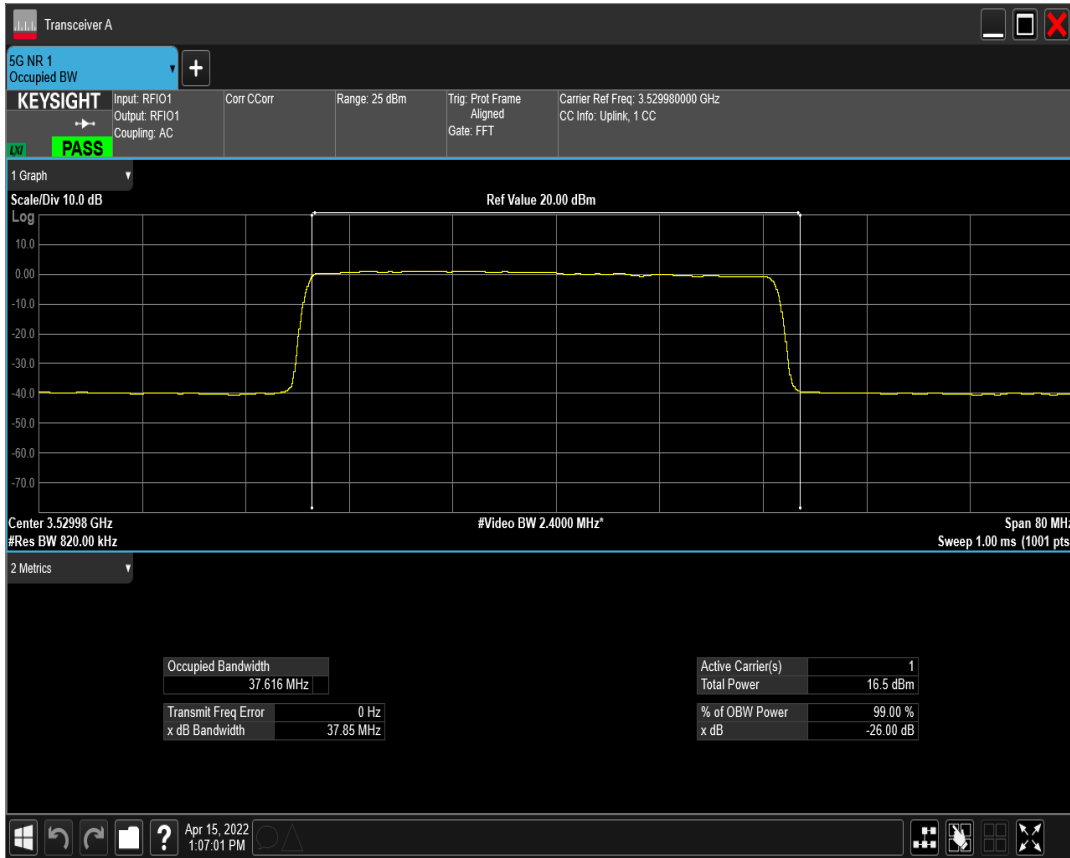 Transceiver A
5G NR 1
Occupied BW
+
KEYSIGHT
Input: RFIO1
Output: RFIO1
Coupling: AC
Corr CCorr
Range: 25 dBm
Trig: Prot Frame
Aligned
Gate: FFT
Carrier Ref Freq: 3.529980000 GHz
CC Info: Uplink, 1 CC
LXI
PASS
1 Graph
Scale/Div 10.0 dB
Ref Value 20.00 dBm
Log
10.0
0.00
-10.0
-20.0
-30.0
-40.0
-50.0
-60.0
-70.0
Center 3.52998 GHz
#Video BW 2.4000 MHz*
Span 80 MHz
#Res BW 820.00 kHz
Sweep 1.00 ms (1001 pts
2 Metrics
Occupied Bandwidth
37.616 MHz
Transmit Freq Error 0 Hz
x dB Bandwidth 37.85 MHz
Active Carrier(s) 1
Total Power 16.5 dBm
% of OBW Power 99.00 %
x dB -26.00 dB
?
Apr 15, 2022
1:07:01 PM